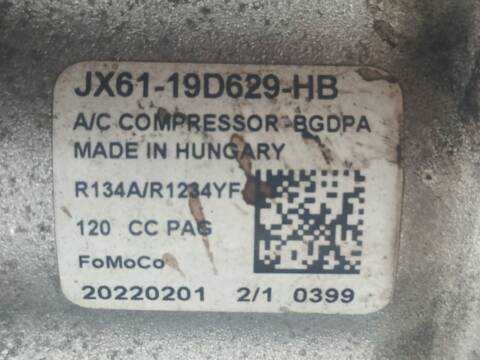 JX61-19D629-HB
A/C COMPRESSOR -BGDPA
MADE IN HUNGARY
R134A/R1234YF
120 CC PAG
FoMoCo
20220201 2/1 0399